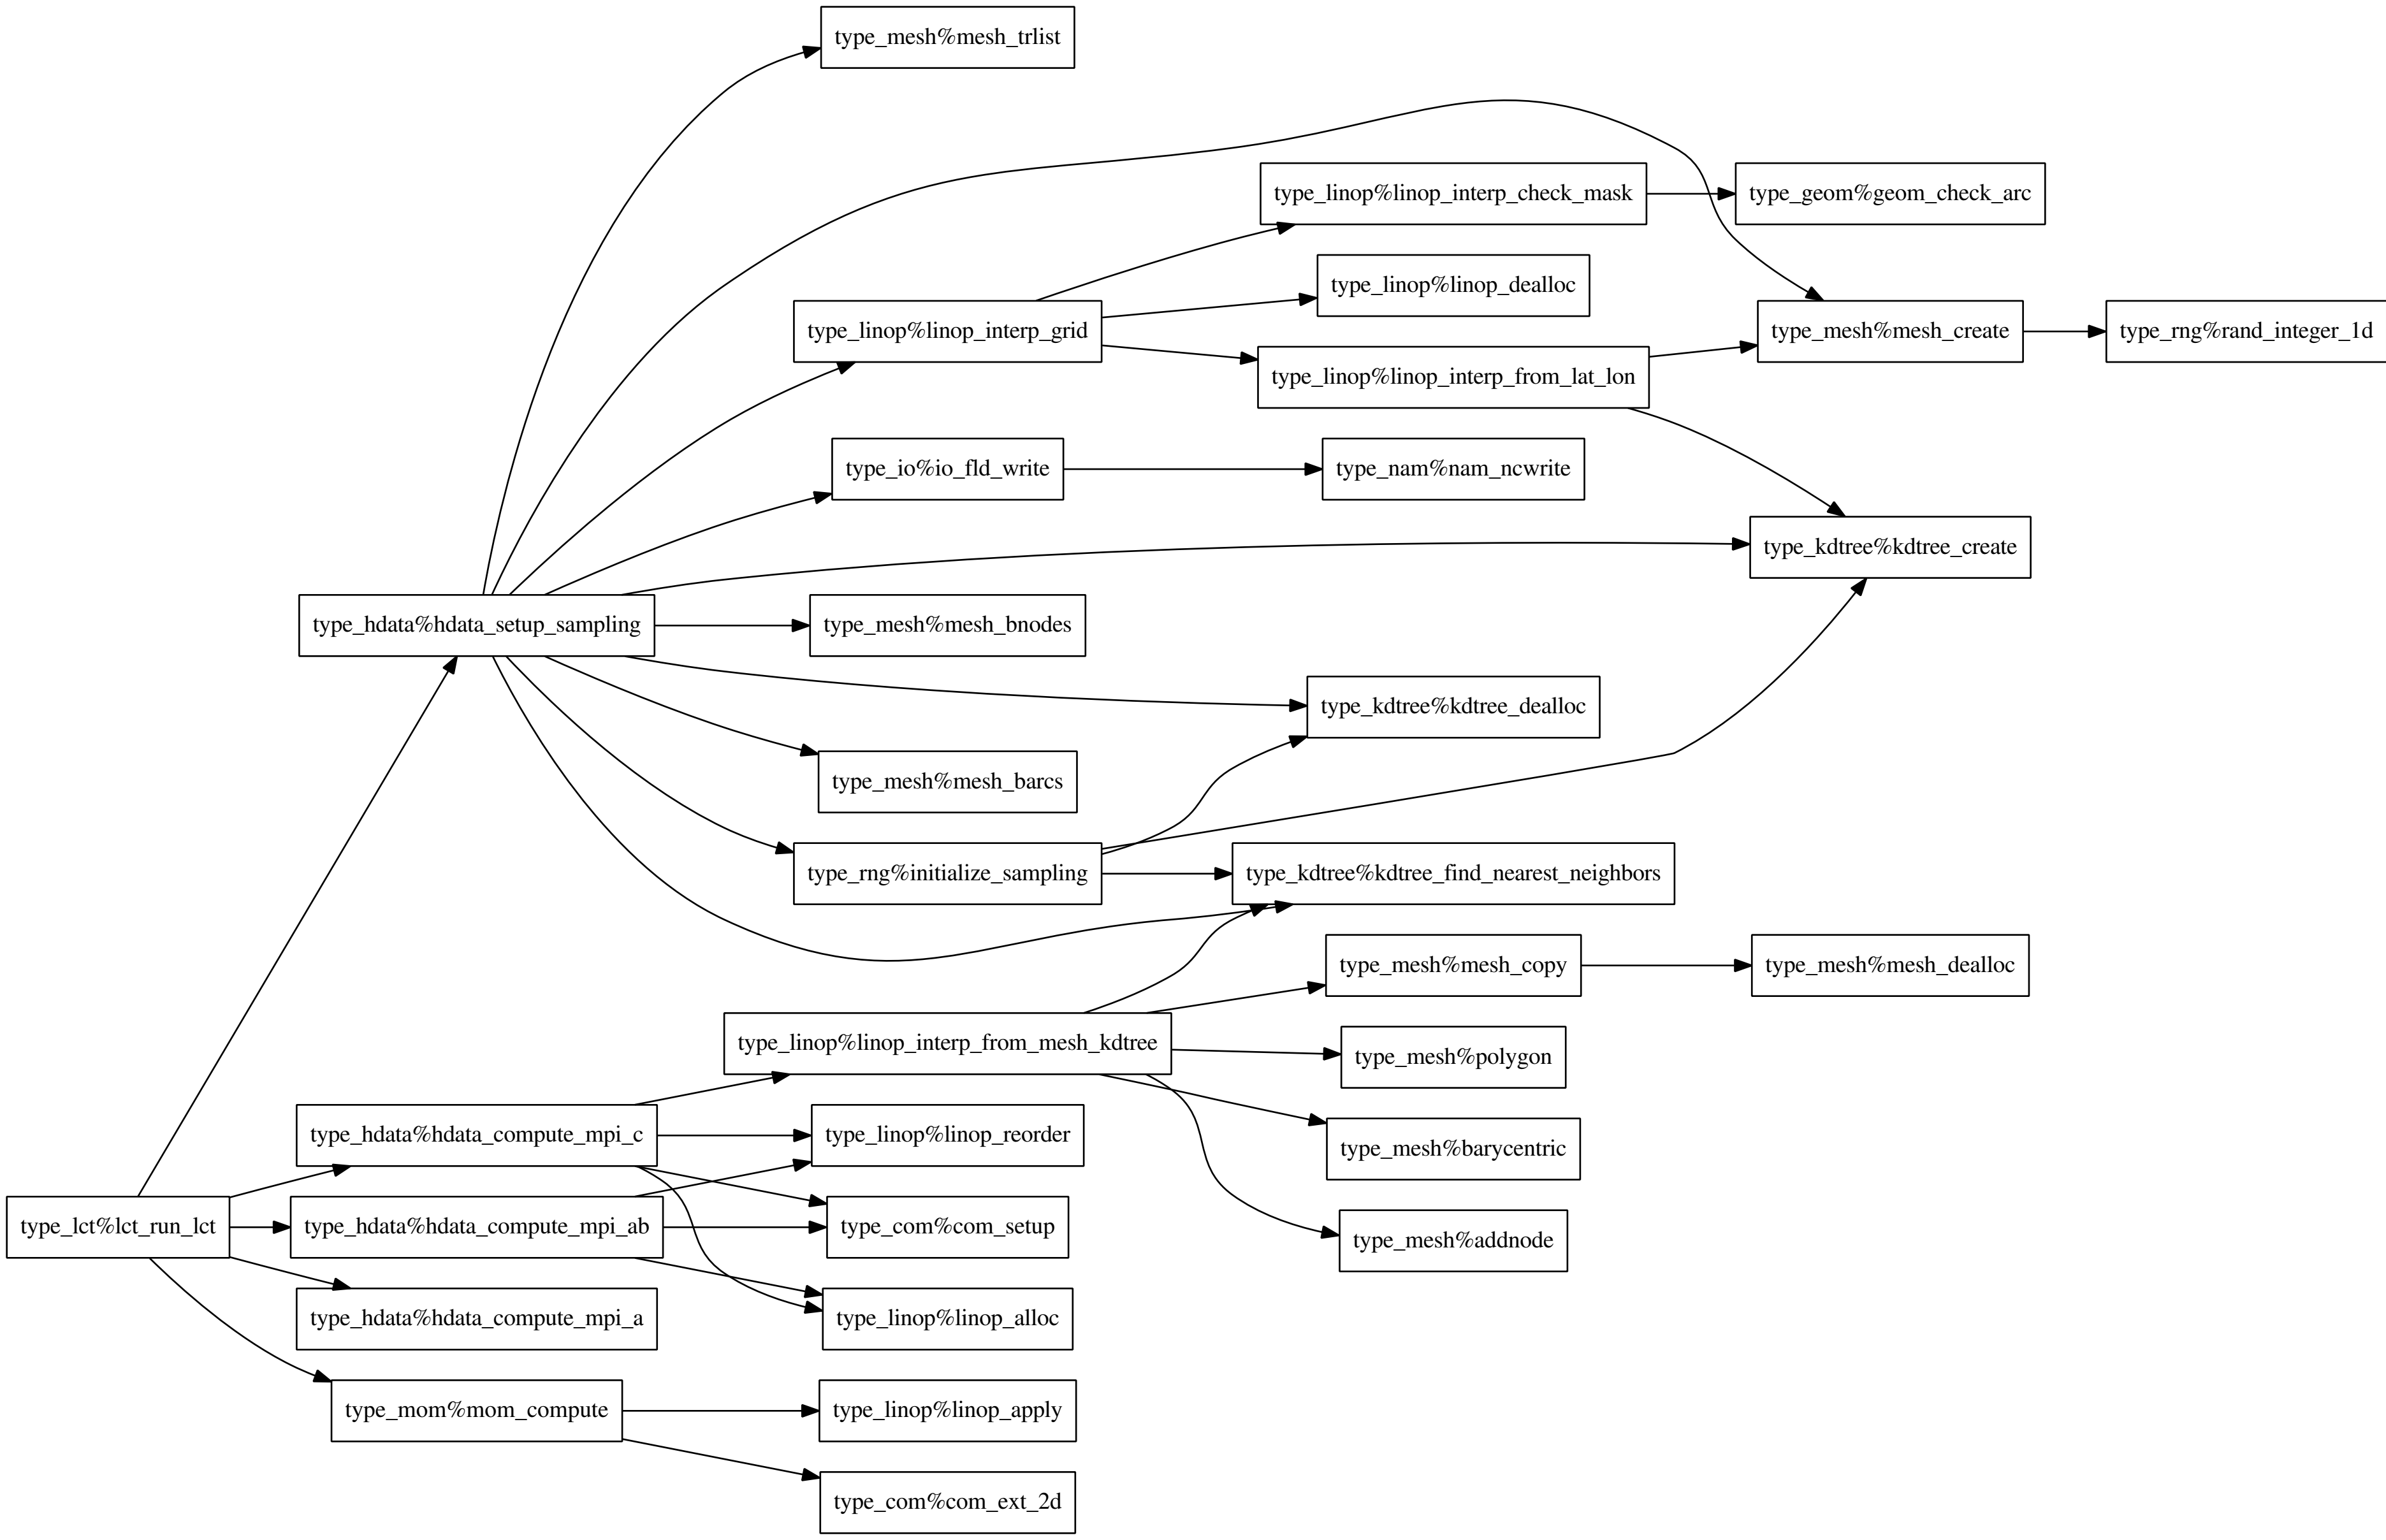 type_mesh%mesh_trlist
type_linop%linop_interp_check_mask
type_geom%geom_check_arc
type_linop%linop_dealloc
type_linop%linop_interp_grid
type_mesh%mesh_create
type_rng%rand_integer_1d
type_linop%linop_interp_from_lat_lon
type_io%io_fld_write
type_nam%nam_ncwrite
type_kdtree%kdtree_create
type_hdata%hdata_setup_sampling
type_mesh%mesh_bnodes
type_kdtree%kdtree_dealloc
type_mesh%mesh_barcs
type_rng%initialize_sampling
type_kdtree%kdtree_find_nearest_neighbors
type_mesh%mesh_copy
type_mesh%mesh_dealloc
type_linop%linop_interp_from_mesh_kdtree
type_mesh%polygon
type_hdata%hdata_compute_mpi_c
type_linop%linop_reorder
type_mesh%barycentric
type_lct%lct_run_lct
type_hdata%hdata_compute_mpi_ab
type_com%com_setup
type_mesh%addnode
type_hdata%hdata_compute_mpi_a
type_linop%linop_alloc
type_mom%mom_compute
type_linop%linop_apply
type_com%com_ext_2d